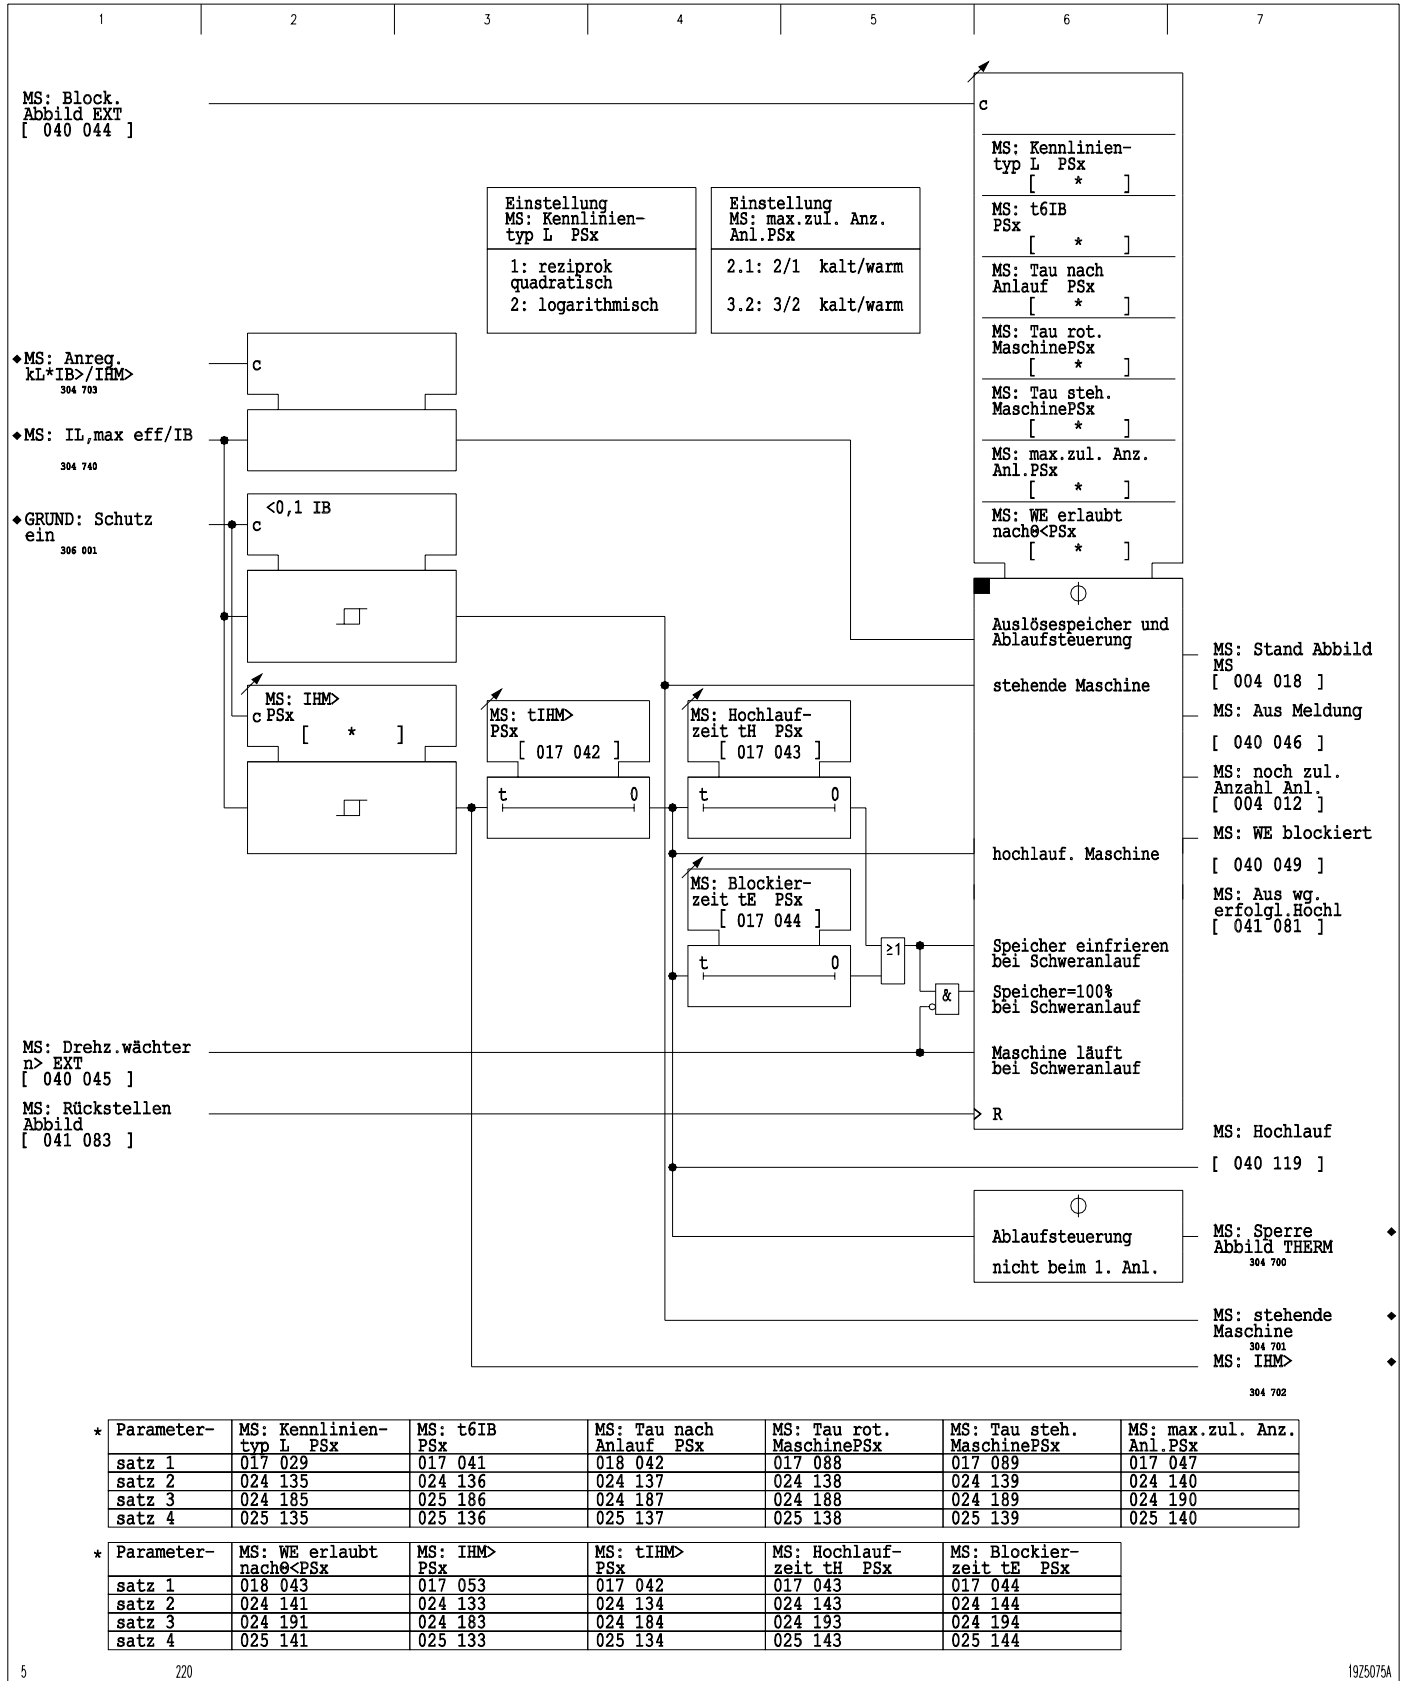 1 2 3 4 5 6 7
MS: Block.
Abbild EXT
[ 040 044 ]
c
MS: Kennlinien-
typ L PSx
[ * ]
MS: t6IB
PSx
[ * ]
MS: Tau nach
Anlauf PSx
[ * ]
MS: Tau rot.
MaschinePSx
[ * ]
MS: Tau steh.
MaschinePSx
[ * ]
MS: max.zul. Anz.
Anl.PSx
[ * ]
MS: WE erlaubt
nachΘ<PSx
[ * ]
Einstellung
MS: Kennlinien-
typ L PSx
1: reziprok
quadratisch
2: logarithmisch
Einstellung
MS: max.zul. Anz.
Anl.PSx
2.1: 2/1 kalt/warm
3.2: 3/2 kalt/warm
◆MS: Anreg.
kL*IB>/IHM>
304 703
c
◆MS: IL,max eff/IB
304 740
◆GRUND: Schutz
ein
306 001
<0,1 IB
c
MS: IHM>
c PSx
[ * ]
MS: tIHM>
PSx
[ 017 042 ]
t 0
MS: Hochlauf-
zeit tH PSx
[ 017 043 ]
t 0
MS: Blockier-
zeit tE PSx
[ 017 044 ]
t 0
≥1
&
Auslösespeicher und
Ablaufsteuerung
stehende Maschine
hochlauf. Maschine
Speicher einfrieren
bei Schweranlauf
Speicher=100%
bei Schweranlauf
Maschine läuft
bei Schweranlauf
R
MS: Stand Abbild
MS
[ 004 018 ]
MS: Aus Meldung
[ 040 046 ]
MS: noch zul.
Anzahl Anl.
[ 004 012 ]
MS: WE blockiert
[ 040 049 ]
MS: Aus wg.
erfolgl.Hochl
[ 041 081 ]
MS: Drehz.wächter
n> EXT
[ 040 045 ]
MS: Rückstellen
Abbild
[ 041 083 ]
MS: Hochlauf
[ 040 119 ]
Ablaufsteuerung
nicht beim 1. Anl.
MS: Sperre ◆
Abbild THERM
304 700
MS: stehende ◆
Maschine
304 701
MS: IHM> ◆
304 702
* Parameter- MS: Kennlinien- MS: t6IB MS: Tau nach MS: Tau rot. MS: Tau steh. MS: max.zul. Anz.
typ L PSx PSx Anlauf PSx MaschinePSx MaschinePSx Anl.PSx
satz 1 017 029 017 041 018 042 017 088 017 089 017 047
satz 2 024 135 024 136 024 137 024 138 024 139 024 140
satz 3 024 185 025 186 024 187 024 188 024 189 024 190
satz 4 025 135 025 136 025 137 025 138 025 139 025 140
* Parameter- MS: WE erlaubt MS: IHM> MS: tIHM> MS: Hochlauf- MS: Blockier-
nachΘ<PSx PSx PSx zeit tH PSx zeit tE PSx
satz 1 018 043 017 053 017 042 017 043 017 044
satz 2 024 141 024 133 024 134 024 143 024 144
satz 3 024 191 024 183 024 184 024 193 024 194
satz 4 025 141 025 133 025 134 025 143 025 144
5 220 19Z5075A